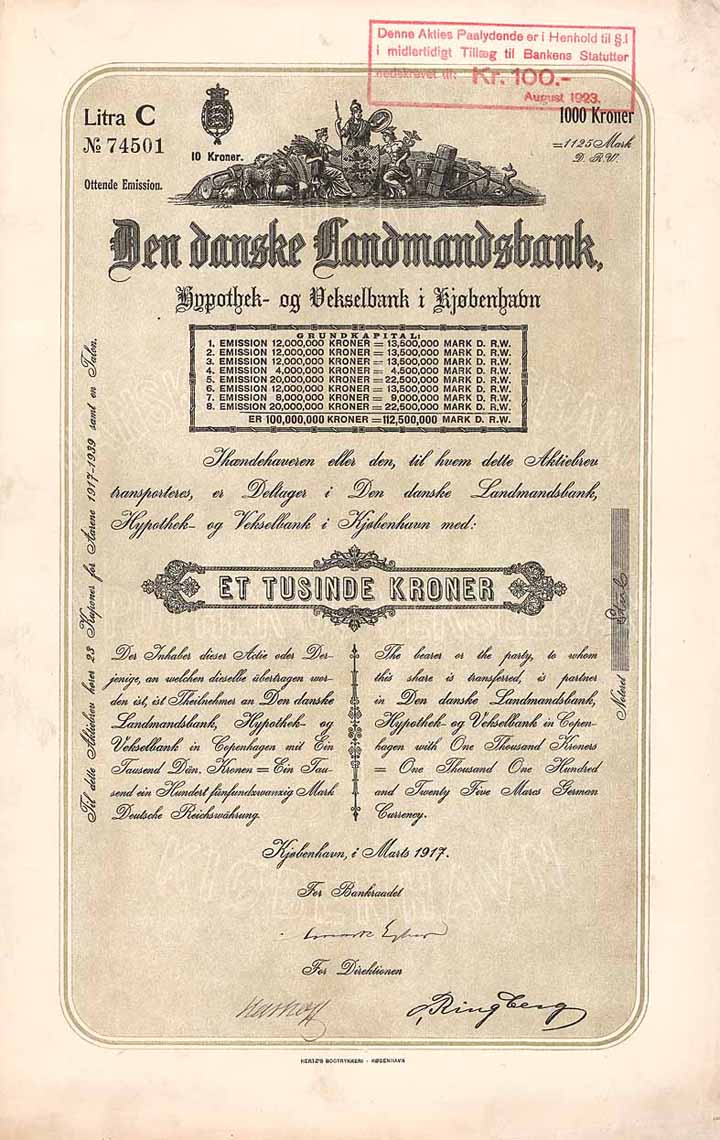 Denne Akties Paalydende er i Henhold til §.1
i midlertidigt Tillæg til Bankens Statutter
nedskrevet til: Kr. 100.-
August 1923.
Litra C
№ 74501
10 Kroner.
Ottende Emission.
1000 Kroner
=1125 Mark
D. R.W.
Den danske Landmandsbank,
Hypothek- og Vekselbank i Kjøbenhavn
GRUNDKAPITAL:
1. EMISSION 12,000,000 KRONER = 13,500,000 MARK D. R.W.
2. EMISSION 12,000,000 KRONER = 13,500,000 MARK D. R.W.
3. EMISSION 12,000,000 KRONER = 13,500,000 MARK D. R.W.
4. EMISSION 4,000,000 KRONER = 4,500,000 MARK D. R.W.
5. EMISSION 20,000,000 KRONER = 22,500,000 MARK D. R.W.
6. EMISSION 12,000,000 KRONER = 13,500,000 MARK D. R.W.
7. EMISSION 8,000,000 KRONER = 9,000,000 MARK D. R.W.
8. EMISSION 20,000,000 KRONER = 22,500,000 MARK D. R.W.
ER 100,000,000 KRONER = 112,500,000 MARK D. R.W.
Ihændehaveren eller den, til hvem dette Aktiebrev
transporteres, er Deltager i Den danske Landmandsbank,
Hypothek- og Vekselbank i Kjøbenhavn med:
ET TUSINDE KRONER
Der Inhaber dieser Actie oder Der-
jenige, an welchen dieselbe übertragen wor-
den ist, ist Theilnehmer an Den danske
Landmandsbank, Hypothek- og
Vekselbank in Copenhagen mit Ein
Tausend Dän. Kronen = Ein Tau-
send ein Hundert fünfundzwanzig Mark
Deutsche Reichswährung.
The bearer or the party, to whom
this share is transferred, is partner
in Den danske Landmandsbank,
Hypothek- og Vekselbank in Copen-
hagen with One Thousand Kroners
= One Thousand One Hundred
and Twenty Five Marcs German
Currency.
Til dette Aktiebrev hører 23 Kuponer for Aarene 1917-1939 samt en Talon.
Noteret
Kjøbenhavn, i Marts 1917.
For Bankraadet
For Direktionen
Ringberg
HERTZ'S BOGTRYKKERI - KØBENHAVN